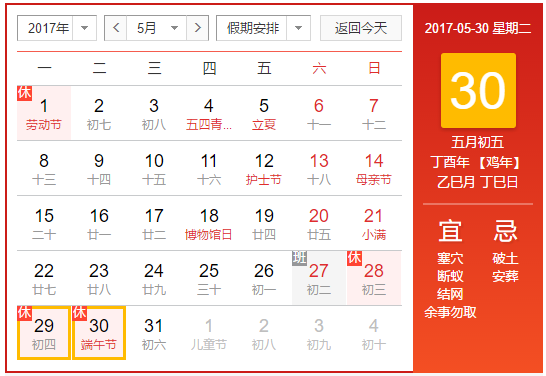 2017年 5月 假期安排 返回今天
一 二 三 四 五 六 日
休
1 2 3 4 5 6 7
劳动节 初七 初八 五四青... 立夏 十一 十二
8 9 10 11 12 13 14
十三 十四 十五 十六 护士节 十八 母亲节
15 16 17 18 19 20 21
二十 廿一 廿二 博物馆日 廿四 廿五 小满
班 休
22 23 24 25 26 27 28
廿七 廿八 廿九 三十 初一 初二 初三
休 休
29 30 31 1 2 3 4
初四 端午节 初六 儿童节 初八 初九 初十
2017-05-30 星期二
30
五月初五
丁酉年 【鸡年】
乙巳月 丁巳日
宜 忌
塞穴 破土
断蚁 安葬
结网
余事勿取